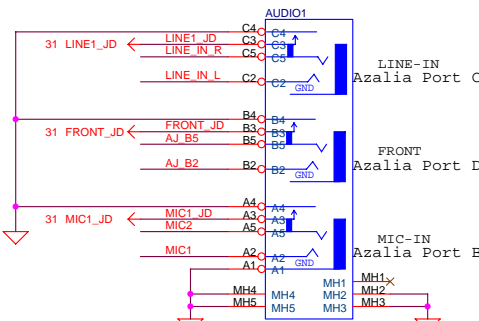 AUDIO1
C4 C4
31 LINE1_JD LINE1_JD C3 C3
LINE_IN_R C5 C5
LINE-IN
LINE_IN_L C2 C2 GND Azalia Port C
B4 B4
31 FRONT_JD FRONT_JD B3 B3
AJ_B5 B5 B5
FRONT
AJ_B2 B2 B2 GND Azalia Port D
A4 A4
31 MIC1_JD MIC1_JD A3 A3
MIC2 A5 A5
MIC-IN
MIC1 A2 A2 GND Azalia Port B
A1 A1
MH1 MH1
MH4 MH4 MH2 MH2
MH5 MH5 MH3 MH3